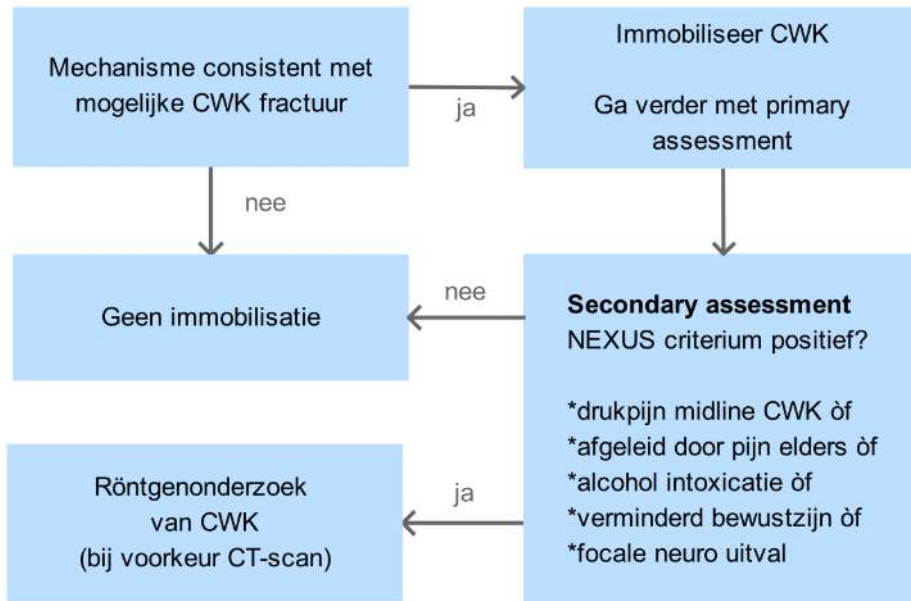 Mechanisme consistent met
mogelijke CWK fractuur
ja
Immobiliseer CWK
Ga verder met primary
assessment
nee
Geen immobilisatie
nee
Secondary assessment
NEXUS criterium positief?
*drukpijn midline CWK òf
*afgeleid door pijn elders òf
*alcohol intoxicatie òf
*verminderd bewustzijn òf
*focale neuro uitval
ja
Röntgenonderzoek
van CWK
(bij voorkeur CT-scan)